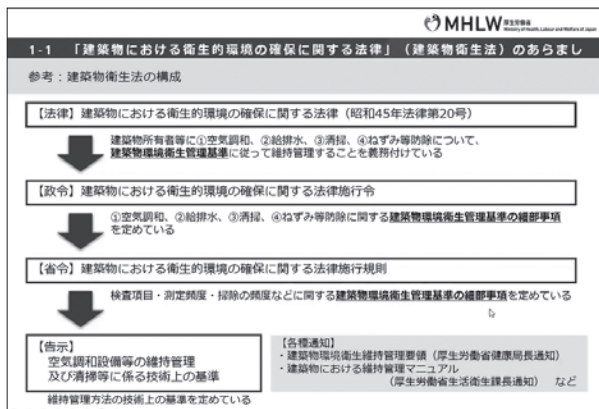 MHLW 厚生労働省
Ministry of Health, Labour and Welfare of Japan
1-1 「建築物における衛生的環境の確保に関する法律」(建築物衛生法)のあらまし
参考:建築物衛生法の構成
【法律】建築物における衛生的環境の確保に関する法律(昭和45年法律第20号)
建築物所有者等に①空気調和、②給排水、③清掃、④ねずみ等防除について、
建築物環境衛生管理基準に従って維持管理することを義務付けている
【政令】建築物における衛生的環境の確保に関する法律施行令
①空気調和、②給排水、③清掃、④ねずみ等防除に関する建築物環境衛生管理基準の細部事項
を定めている
【省令】建築物における衛生的環境の確保に関する法律施行規則
検査項目・測定頻度・掃除の頻度などに関する建築物環境衛生管理基準の細部事項を定めている
【告示】
空気調和設備等の維持管理
及び清掃等に係る技術上の基準
維持管理方法の技術上の基準を定めている
【各種通知】
・建築物環境衛生維持管理要領(厚生労働省健康局長通知)
・建築物における維持管理マニュアル
(厚生労働省生活衛生課長通知) など